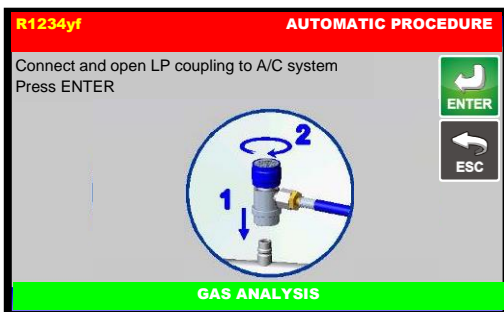 R1234yf AUTOMATIC PROCEDURE
Connect and open LP coupling to A/C system
Press ENTER
ENTER
ESC
2
1
GAS ANALYSIS